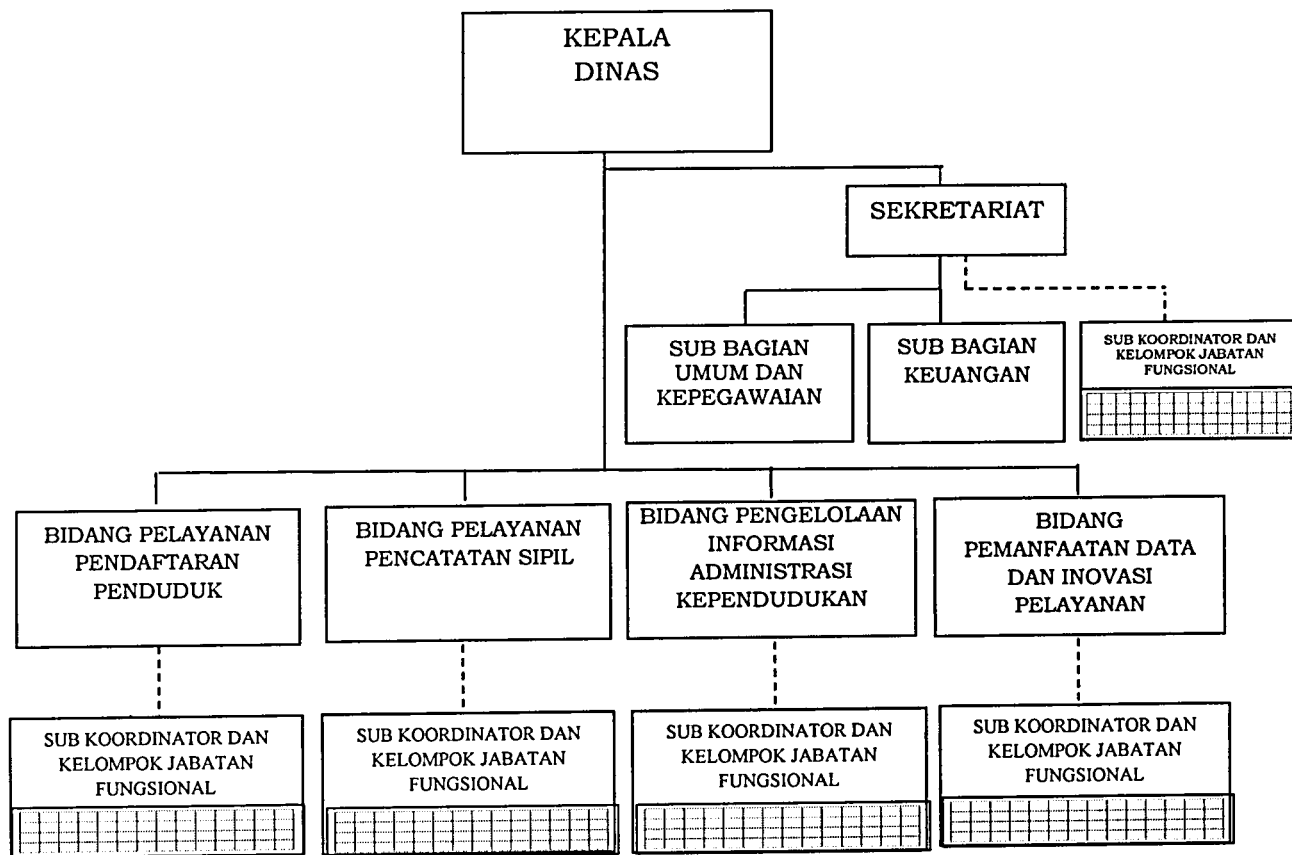 KEPALA
DINAS
SEKRETARIAT
SUB BAGIAN
UMUM DAN
KEPEGAWAIAN
SUB BAGIAN
KEUANGAN
SUB KOORDINATOR DAN
KELOMPOK JABATAN
FUNGSIONAL
BIDANG PELAYANAN
PENDAFTARAN
PENDUDUK
BIDANG PELAYANAN
PENCATATAN SIPIL
BIDANG PENGELOLAAN
INFORMASI
ADMINISTRASI
KEPENDUDUKAN
BIDANG
PEMANFAATAN DATA
DAN INOVASI
PELAYANAN
SUB KOORDINATOR DAN
KELOMPOK JABATAN
FUNGSIONAL
SUB KOORDINATOR DAN
KELOMPOK JABATAN
FUNGSIONAL
SUB KOORDINATOR DAN
KELOMPOK JABATAN
FUNGSIONAL
SUB KOORDINATOR DAN
KELOMPOK JABATAN
FUNGSIONAL